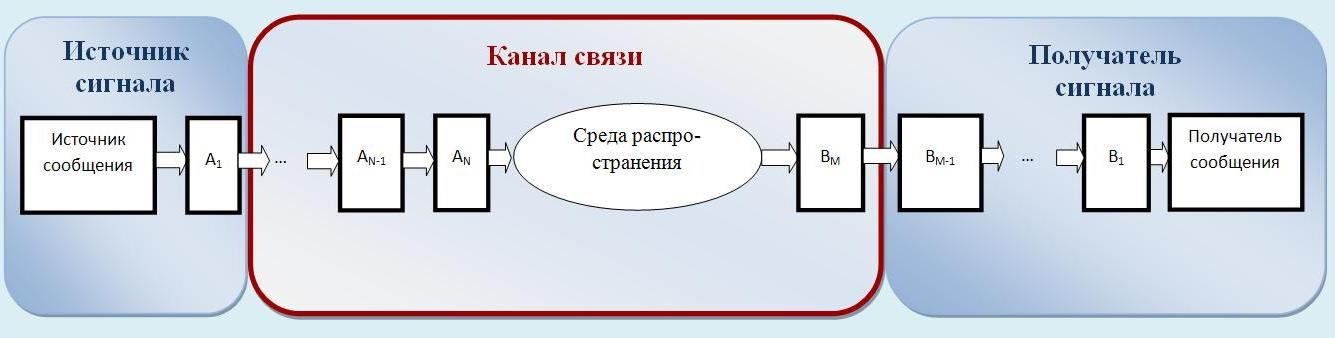 Источник
сигнала
Канал связи
Получатель
сигнала
Источник
сообщения
A1
...
AN-1
AN
Среда распро-
странения
BM
BM-1
...
B1
Получатель
сообщения